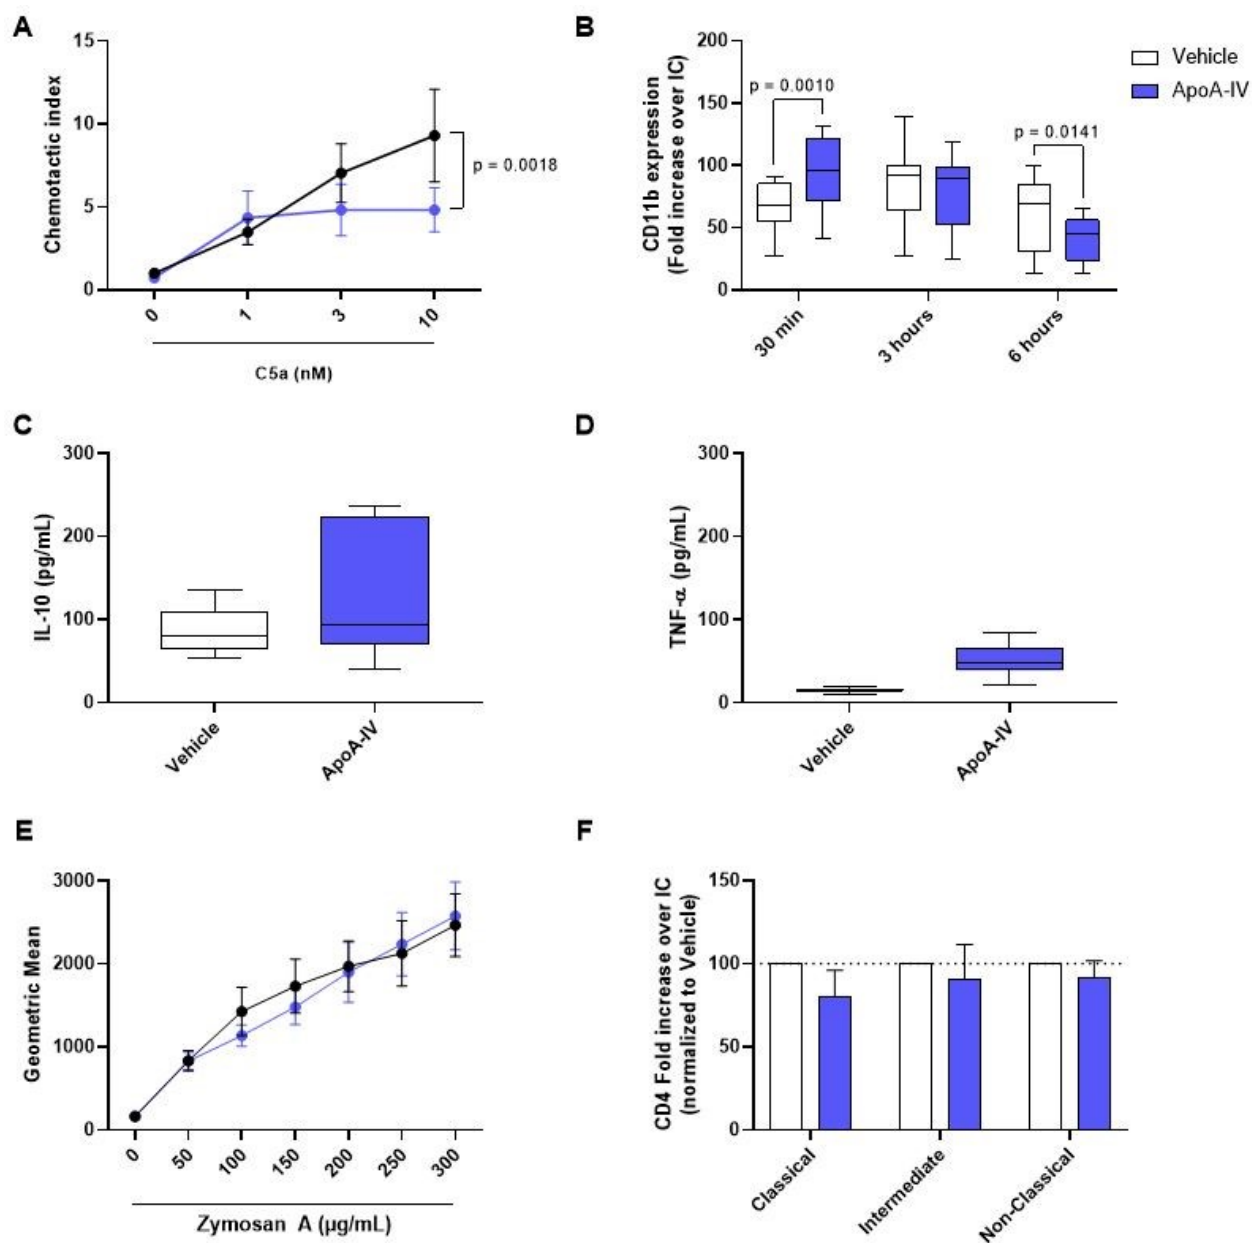 A
15
10
5
0
Chemotactic index
p = 0.0018
0
1
3
10
C5a (nM)
B
200
150
100
50
0
CD11b expression
(Fold increase over IC)
p = 0.0010
p = 0.0141
30 min
3 hours
6 hours
Vehicle
ApoA-IV
C
300
200
100
0
IL-10 (pg/mL)
Vehicle
ApoA-IV
D
300
200
100
0
TNF-α (pg/mL)
Vehicle
ApoA-IV
E
3000
2000
1000
0
Geometric Mean
0
50
100
150
200
250
300
Zymosan A (µg/mL)
F
150
100
50
0
CD4 Fold increase over IC
(normalized to Vehicle)
Classical
Intermediate
Non-Classical